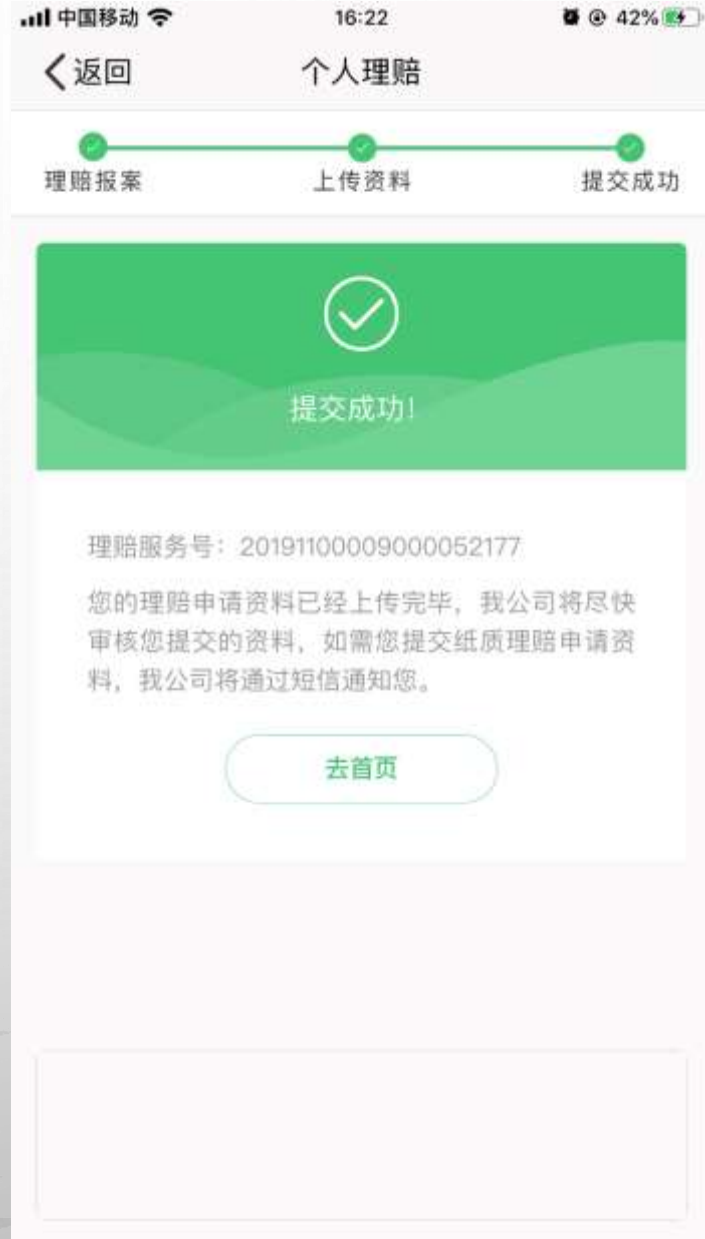 中国移动 16:22 42%
返回 个人理赔
理赔报案 上传资料 提交成功
提交成功!
理赔服务号：20191100009000052177
您的理赔申请资料已经上传完毕，我公司将尽快
审核您提交的资料，如需您提交纸质理赔申请资
料，我公司将通过短信通知您。
去首页